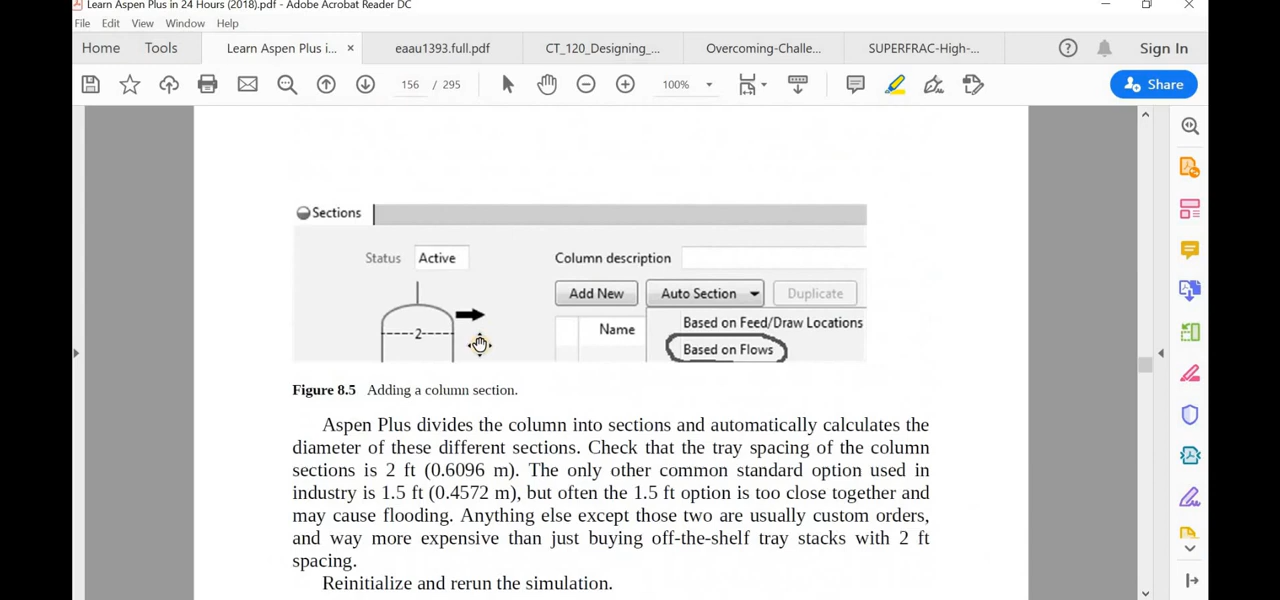 Learn Aspen Plus in 24 Hours (2018).pdf - Adobe Acrobat Reader DC
File Edit View Window Help
Home Tools Learn Aspen Plus i... × eaau1393.full.pdf CT_120_Designing_... Overcoming-Challe... SUPERFRAC-High-... Sign In
156 / 295 100% Share
Sections
Status Active Column description
Add New Auto Section Duplicate
Based on Feed/Draw Locations
Name
2
Based on Flows
Figure 8.5 Adding a column section.
Aspen Plus divides the column into sections and automatically calculates the
diameter of these different sections. Check that the tray spacing of the column
sections is 2 ft (0.6096 m). The only other common standard option used in
industry is 1.5 ft (0.4572 m), but often the 1.5 ft option is too close together and
may cause flooding. Anything else except those two are usually custom orders,
and way more expensive than just buying off-the-shelf tray stacks with 2 ft
spacing.
Reinitialize and rerun the simulation.